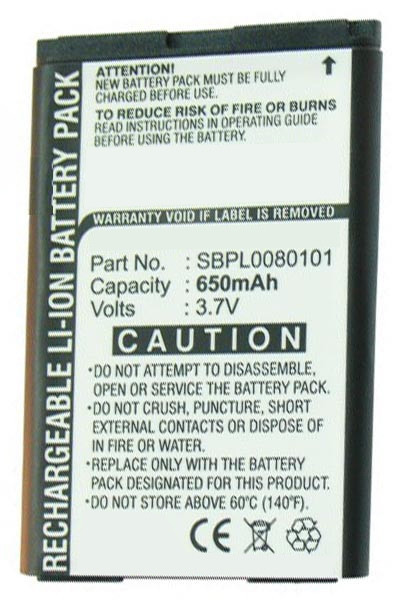 RECHARGEABLE LI-ION BATTERY PACK
ATTENTION!
NEW BATTERY PACK MUST BE FULLY
CHARGED BEFORE USE.
TO REDUCE RISK OF FIRE OR BURNS
READ INSTRUCTIONS IN OPERATING GUIDE
BEFORE USING BATTERY.
WARRANTY VOID IF LABEL REMOVED
Part No. : SBPL0080101
Capacity : 650mAh
Volts : 3.7V
CAUTION
•DO NOT ATTEMPT TO DISASSEMBLE,
OPEN OR SERVICE BATTERY PACK
•DO NOT CRUSH, PUNCTURE, SHORT
EXTERNAL CONTACTS OR DISPOSE OF
IN FIRE OR WATER.
•REPLACE ONLY WITH THE BATTERY
PACK DESIGNATED FOR THIS DEVICE
•DO NOT STORE ABOVE 60°C (140°F).
CE